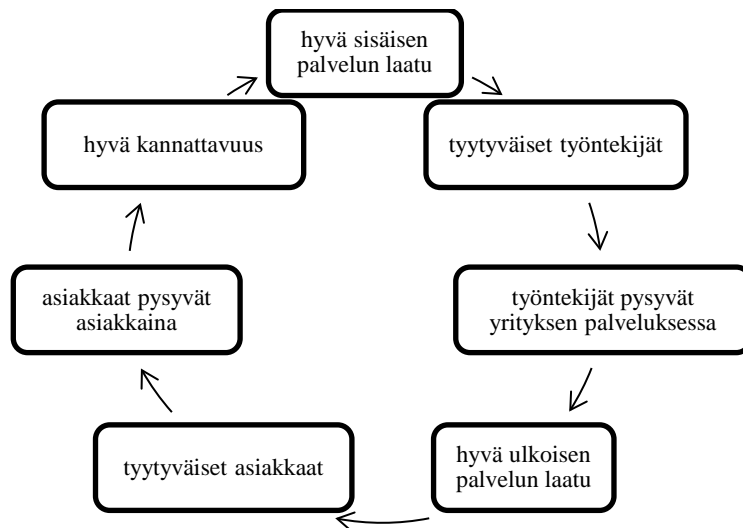 hyvä sisäisen
palvelun laatu
tyytyväiset työntekijät
työntekijät pysyvät
yrityksen palveluksessa
hyvä ulkoisen
palvelun laatu
tyytyväiset asiakkaat
asiakkaat pysyvät
asiakkaina
hyvä kannattavuus